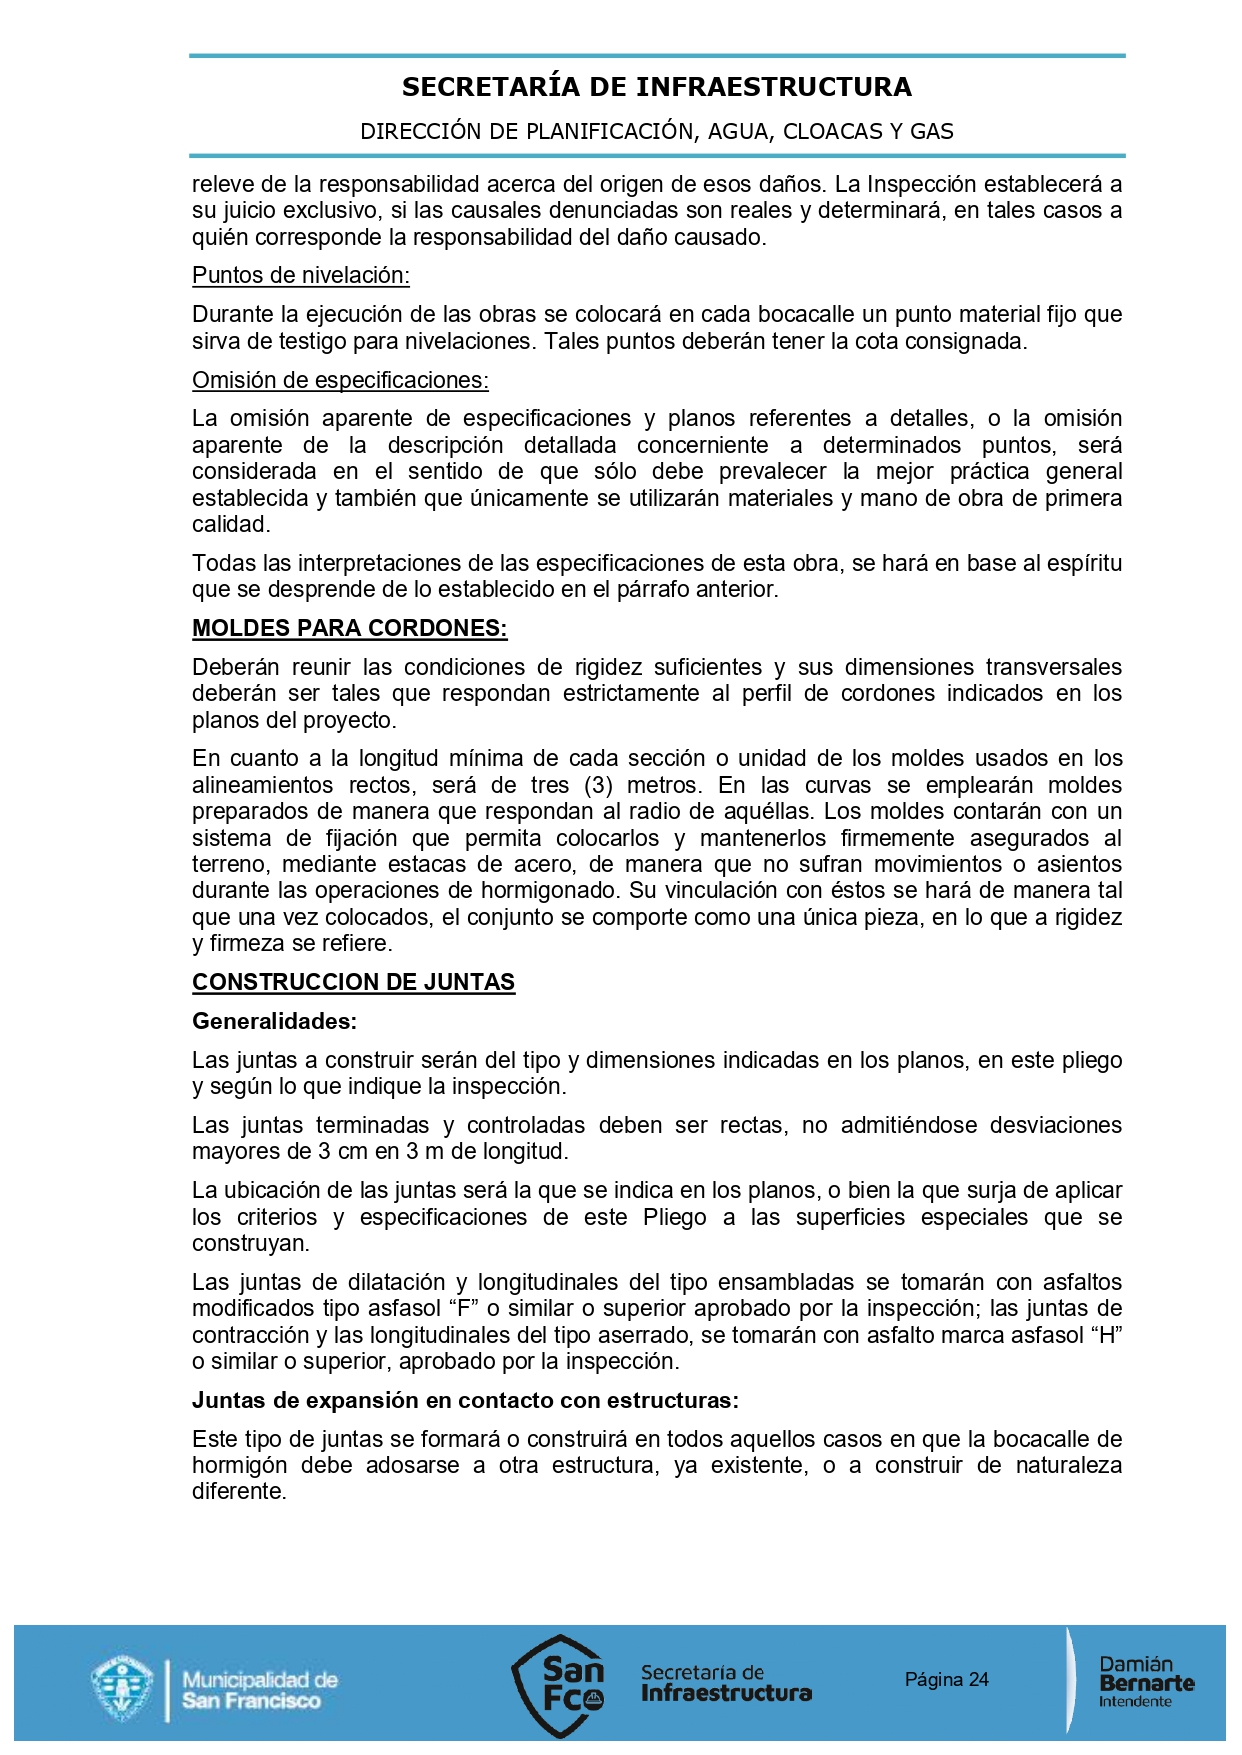 SECRETARÍA DE INFRAESTRUCTURA
DIRECCIÓN DE PLANIFICACIÓN, AGUA, CLOACAS Y GAS
releve de la responsabilidad acerca del origen de esos daños. La Inspección establecerá a
su juicio exclusivo, si las causales denunciadas son reales y determinará, en tales casos a
quién corresponde la responsabilidad del daño causado.
Puntos de nivelación:
Durante la ejecución de las obras se colocará en cada bocacalle un punto material fijo que
sirva de testigo para nivelaciones. Tales puntos deberán tener la cota consignada.
Omisión de especificaciones:
La omisión aparente de especificaciones y planos referentes a detalles, o la omisión
aparente de la descripción detallada concerniente a determinados puntos, será
considerada en el sentido de que sólo debe prevalecer la mejor práctica general
establecida y también que únicamente se utilizarán materiales y mano de obra de primera
calidad.
Todas las interpretaciones de las especificaciones de esta obra, se hará en base al espíritu
que se desprende de lo establecido en el párrafo anterior.
MOLDES PARA CORDONES:
Deberán reunir las condiciones de rigidez suficientes y sus dimensiones transversales
deberán ser tales que respondan estrictamente al perfil de cordones indicados en los
planos del proyecto.
En cuanto a la longitud mínima de cada sección o unidad de los moldes usados en los
alineamientos rectos, será de tres (3) metros. En las curvas se emplearán moldes
preparados de manera que respondan al radio de aquéllas. Los moldes contarán con un
sistema de fijación que permita colocarlos y mantenerlos firmemente asegurados al
terreno, mediante estacas de acero, de manera que no sufran movimientos o asientos
durante las operaciones de hormigonado. Su vinculación con éstos se hará de manera tal
que una vez colocados, el conjunto se comporte como una única pieza, en lo que a rigidez
y firmeza se refiere.
CONSTRUCCION DE JUNTAS
Generalidades:
Las juntas a construir serán del tipo y dimensiones indicadas en los planos, en este pliego
y según lo que indique la inspección.
Las juntas terminadas y controladas deben ser rectas, no admitiéndose desviaciones
mayores de 3 cm en 3 m de longitud.
La ubicación de las juntas será la que se indica en los planos, o bien la que surja de aplicar
los criterios y especificaciones de este Pliego a las superficies especiales que se
construyan.
Las juntas de dilatación y longitudinales del tipo ensambladas se tomarán con asfaltos
modificados tipo asfasol “F” o similar o superior aprobado por la inspección; las juntas de
contracción y las longitudinales del tipo aserrado, se tomarán con asfalto marca asfasol “H”
o similar o superior, aprobado por la inspección.
Juntas de expansión en contacto con estructuras:
Este tipo de juntas se formará o construirá en todos aquellos casos en que la bocacalle de
hormigón debe adosarse a otra estructura, ya existente, o a construir de naturaleza
diferente.
Municipalidad de
San Francisco
San
Fco
Secretaría de
Infraestructura
Página 24
Damián
Bernarte
Intendente